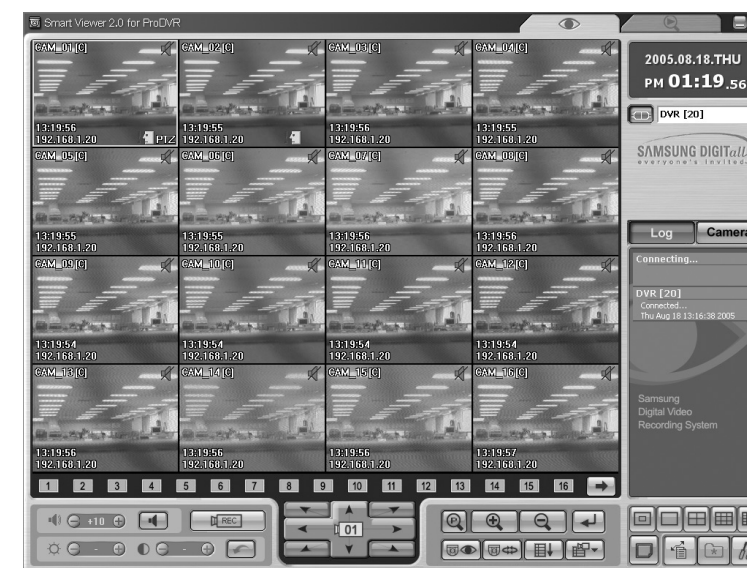 Smart Viewer 2.0 for ProDVR
CAM_01[C]
13:19:56
192.168.1.20
PTZ
CAM_02[C]
13:19:55
192.168.1.20
CAM_03[C]
13:19:56
192.168.1.20
CAM_04[C]
13:19:55
192.168.1.20
CAM_05[C]
13:19:55
192.168.1.20
CAM_06[C]
13:19:55
192.168.1.20
CAM_07[C]
13:19:56
192.168.1.20
CAM_08[C]
13:19:56
192.168.1.20
CAM_09[C]
13:19:54
192.168.1.20
CAM_10[C]
13:19:54
192.168.1.20
CAM_11[C]
13:19:54
192.168.1.20
CAM_12[C]
13:19:54
192.168.1.20
CAM_13[C]
13:19:56
192.168.1.20
CAM_14[C]
13:19:56
192.168.1.20
CAM_15[C]
13:19:56
192.168.1.20
CAM_16[C]
13:19:57
192.168.1.20
1 2 3 4 5 6 7 8 9 10 11 12 13 14 15 16
+10
REC
01
P
- -
2005.08.18.THU
PM 01:19.56
DVR [20]
SAMSUNG DIGITall
everyone's invited
Log
Camera
Connecting...
DVR [20]
Connected...
Thu Aug 18 13:16:38 2005
Samsung
Digital Video
Recording System